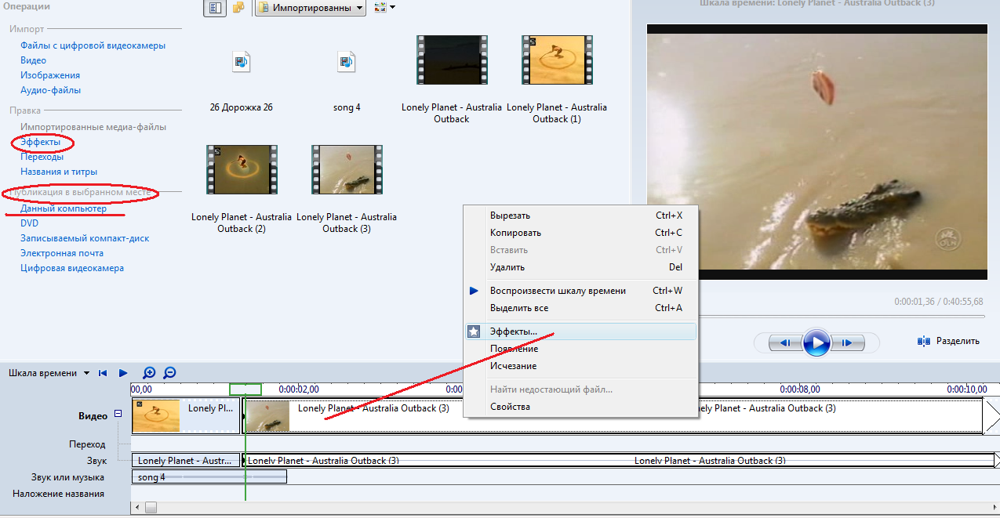 Операции
Импортированны
Шкала времени: Lonely Planet - Australia Outback (3)
Импорт
Файлы с цифровой видеокамеры
Видео
Изображения
Аудио-файлы
Правка
Импортированные медиа-файлы
Эффекты
Переходы
Названия и титры
Публикация в выбранном месте
Данный компьютер
DVD
Записываемый компакт-диск
Электронная почта
Цифровая видеокамера
26 Дорожка 26
song 4
Lonely Planet - Australia
Outback
Lonely Planet - Australia
Outback (1)
Lonely Planet - Australia
Outback (2)
Lonely Planet - Australia
Outback (3)
Вырезать Ctrl+X
Копировать Ctrl+C
Вставить Ctrl+V
Удалить Del
Воспроизвести шкалу времени Ctrl+W
Выделить все Ctrl+A
Эффекты...
Появление
Исчезание
Найти недостающий файл...
Свойства
OLN
0:00:01,36 / 0:40:55,68
Разделить
Шкала времени
00,00 0:00:02,00 0:00 0:00:08,00 0:00:10,00
Видео Lonely Pl... Lonely Planet - Australia Outback (3) ely Planet - Australia Outback (3)
Переход
Звук Lonely Planet - Austr... Lonely Planet - Australia Outback (3) Lonely Planet - Australia Outback (3)
Звук или музыка song 4
Наложение названия